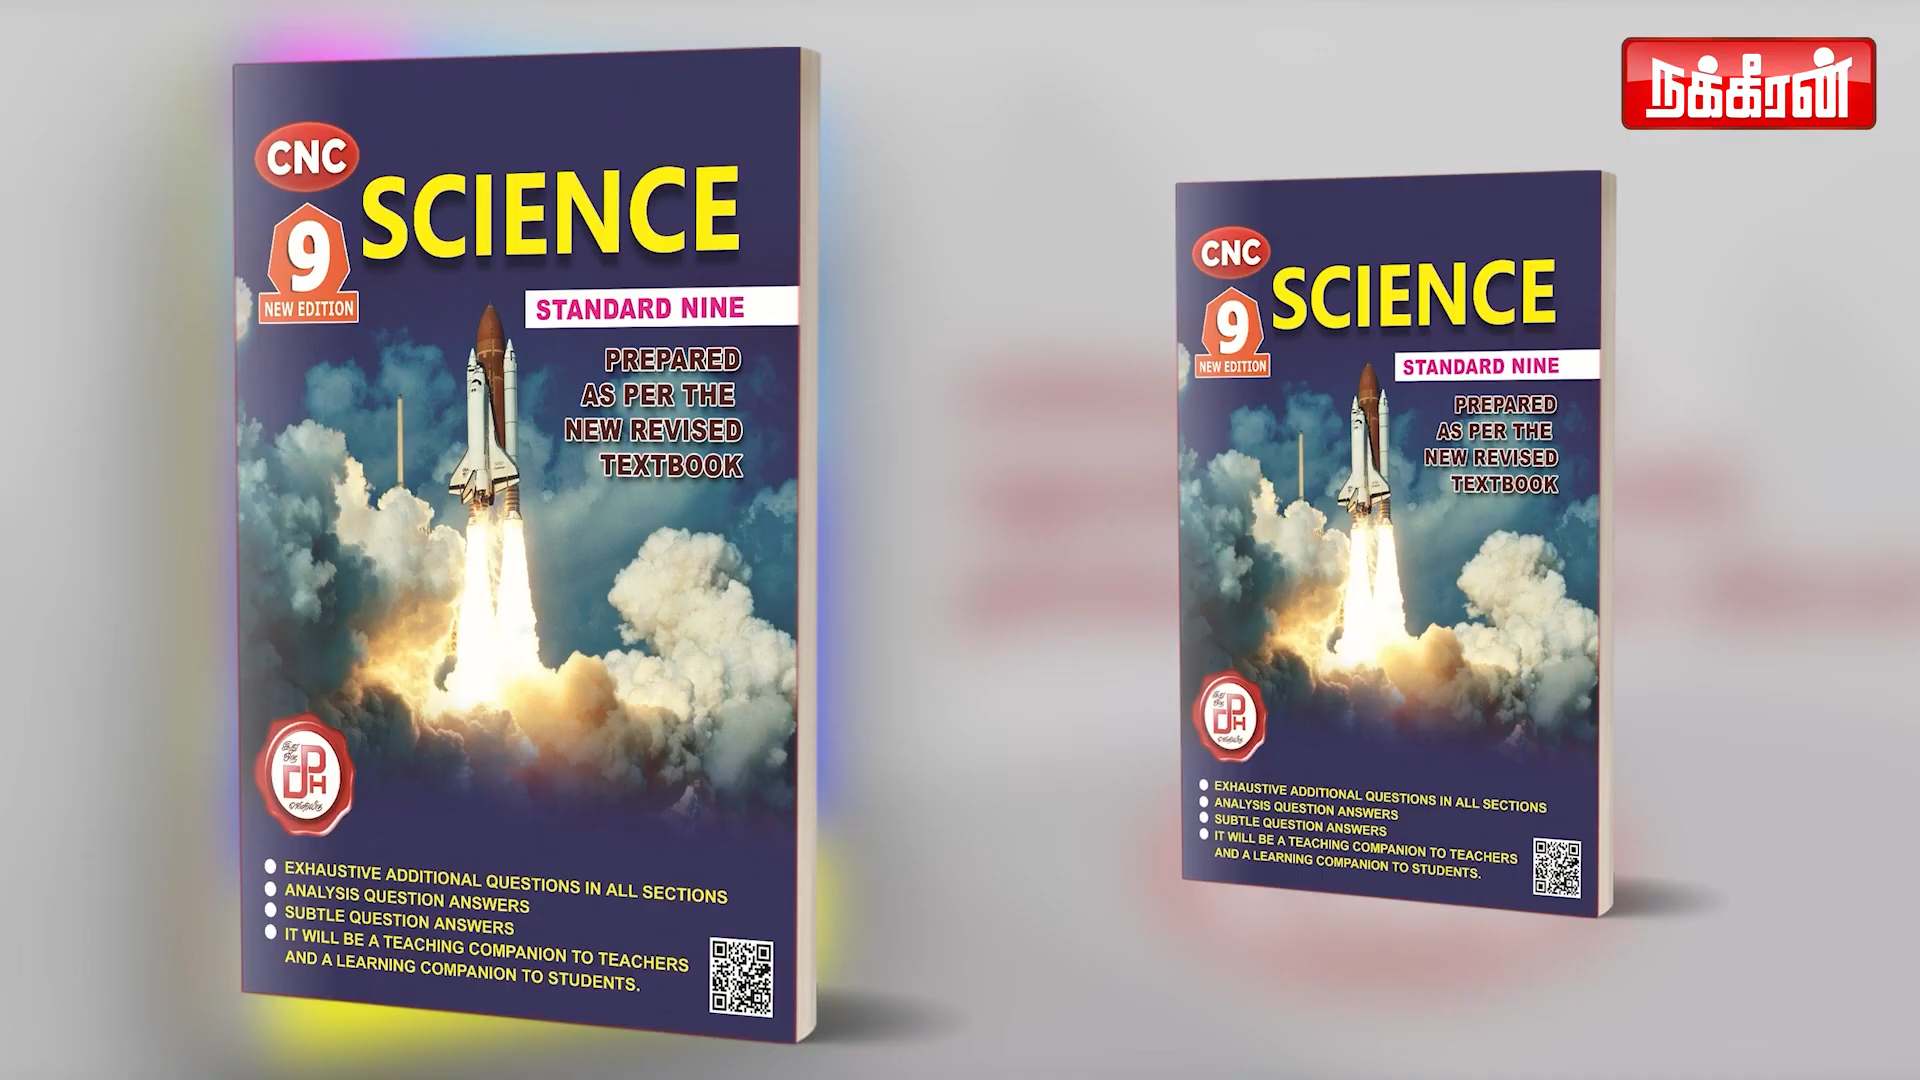 CNC
SCIENCE
9
NEW EDITION
STANDARD NINE
PREPARED
AS PER THE
NEW REVISED
TEXTBOOK
இது
ஒரு
DPH
வெளியீடு
EXHAUSTIVE ADDITIONAL QUESTIONS IN ALL SECTIONS
ANALYSIS QUESTION ANSWERS
SUBTLE QUESTION ANSWERS
IT WILL BE A TEACHING COMPANION TO TEACHERS
AND A LEARNING COMPANION TO STUDENTS.
நக்கீரன்
CNC
SCIENCE
9
NEW EDITION
STANDARD NINE
PREPARED
AS PER THE
NEW REVISED
TEXTBOOK
EXHAUSTIVE ADDITIONAL QUESTIONS IN ALL SECTIONS
ANALYSIS QUESTION ANSWERS
SUBTLE QUESTION ANSWERS
IT WILL BE A TEACHING COMPANION TO TEACHERS
AND A LEARNING COMPANION TO STUDENTS.